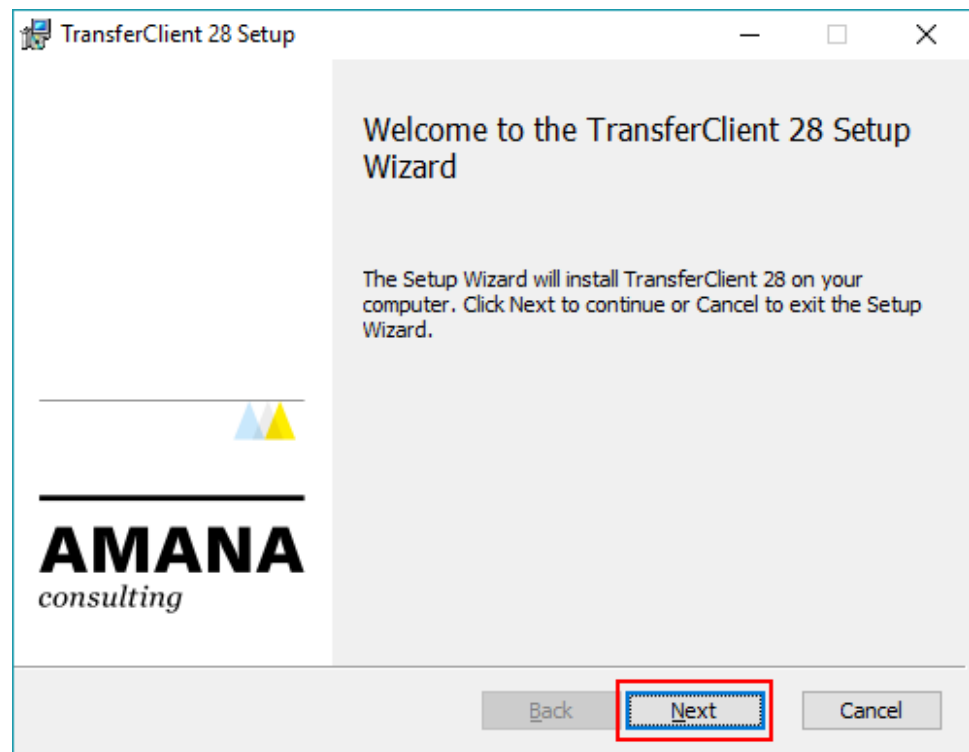 TransferClient 28 Setup
Welcome to the TransferClient 28 Setup
Wizard
The Setup Wizard will install TransferClient 28 on your
computer. Click Next to continue or Cancel to exit the Setup
Wizard.
AMANA
consulting
Back
Next
Cancel